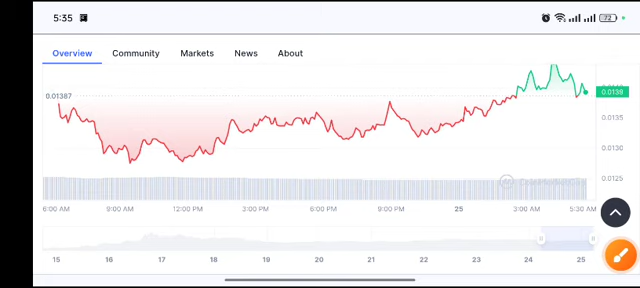 5:35
72
Overview Community Markets News About
0.01387
0.0139
0.0135
0.0130
0.0125
CoinMarketCap
6:00 AM 9:00 AM 12:00 PM 3:00 PM 6:00 PM 9:00 PM 25 3:00 AM 5:30 AM
15 16 17 18 19 20 21 22 23 24 25